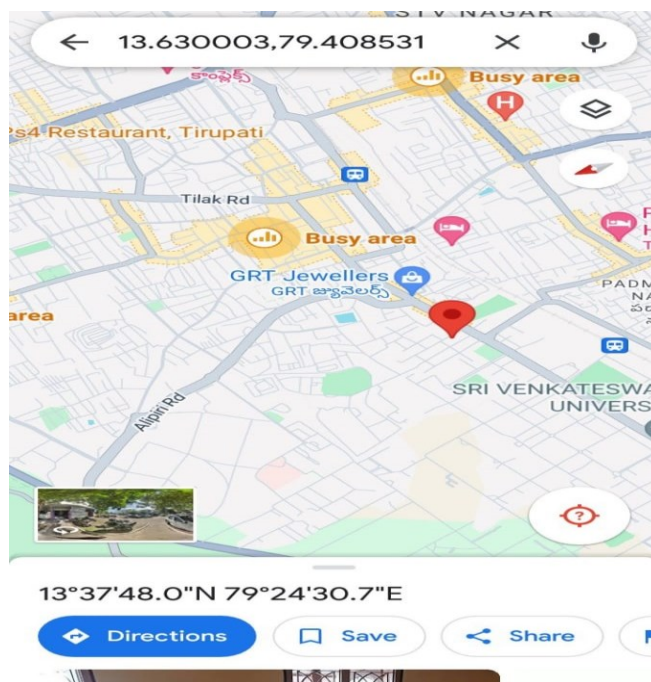 STV NAGAR
13.630003,79.408531
కాంప్లెక్స్
Busy area
H
Ps4 Restaurant, Tirupati
Tilak Rd
Busy area
GRT Jewellers
GRT జ్యువెలర్స్
PADM
NA
area
SRI VENKATESWA
UNIVERS
Alipiri Rd
?
13°37'48.0"N 79°24'30.7"E
Directions
Save
Share